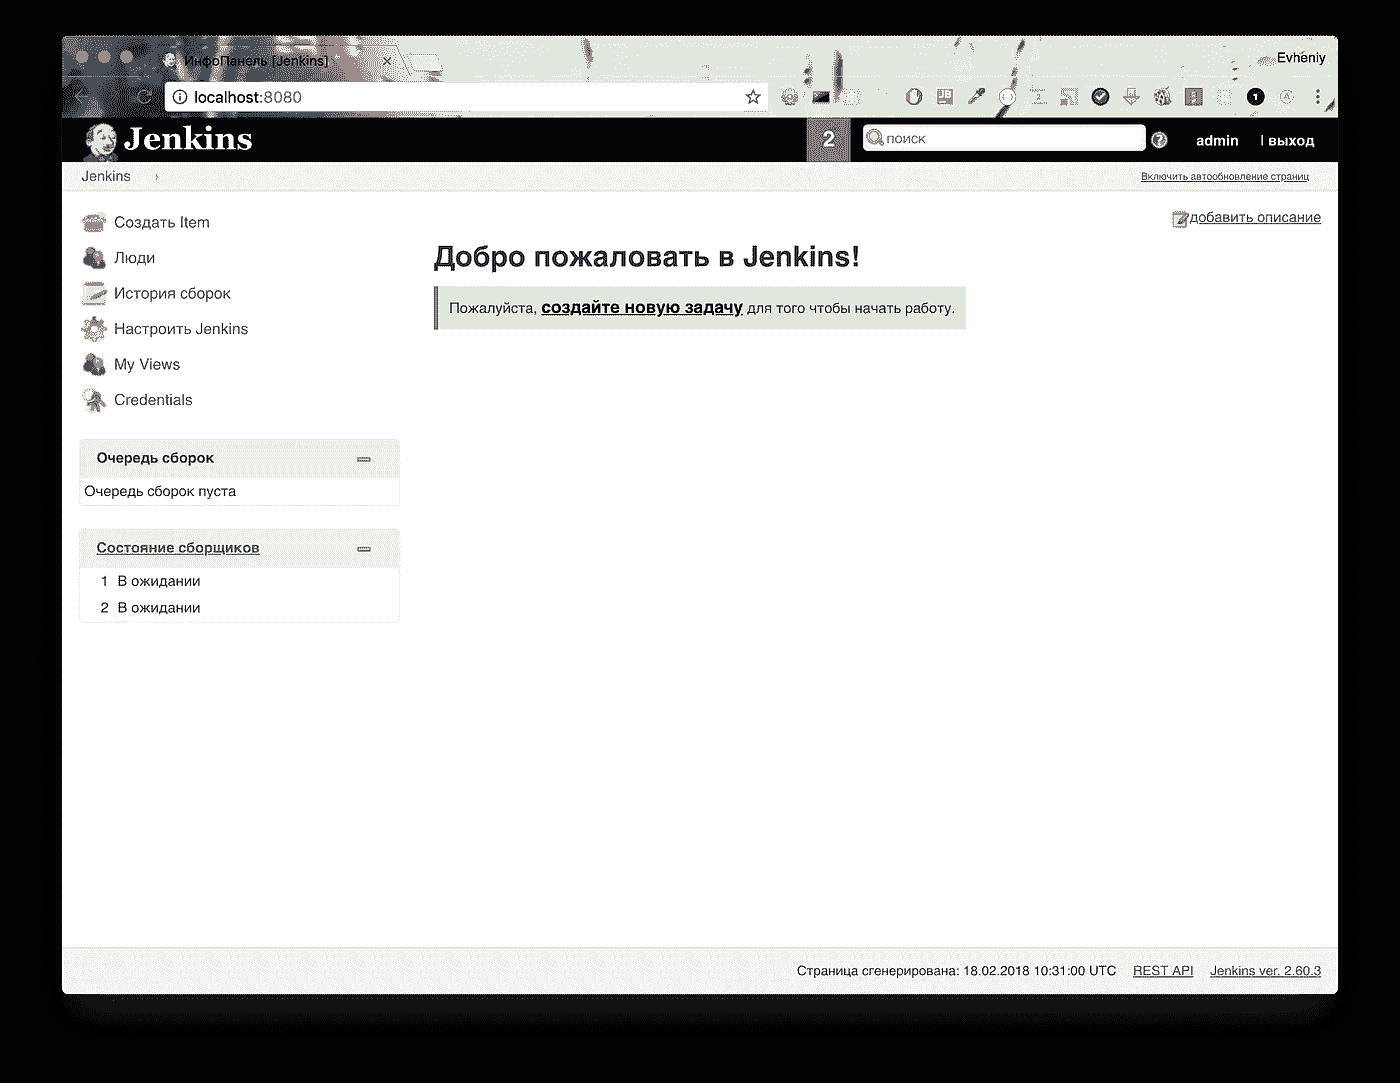 ИнфоПанель [Jenkins]
Evheniy
localhost:8080
Jenkins
2
поиск
admin
| выход
Jenkins
Включить автообновление страниц
добавить описание
Создать Item
Люди
История сборок
Настроить Jenkins
My Views
Credentials
Добро пожаловать в Jenkins!
Пожалуйста, создайте новую задачу для того чтобы начать работу.
Очередь сборок
Очередь сборок пуста
Состояние сборщиков
1 В ожидании
2 В ожидании
Страница сгенерирована: 18.02.2018 10:31:00 UTC REST API Jenkins ver. 2.60.3